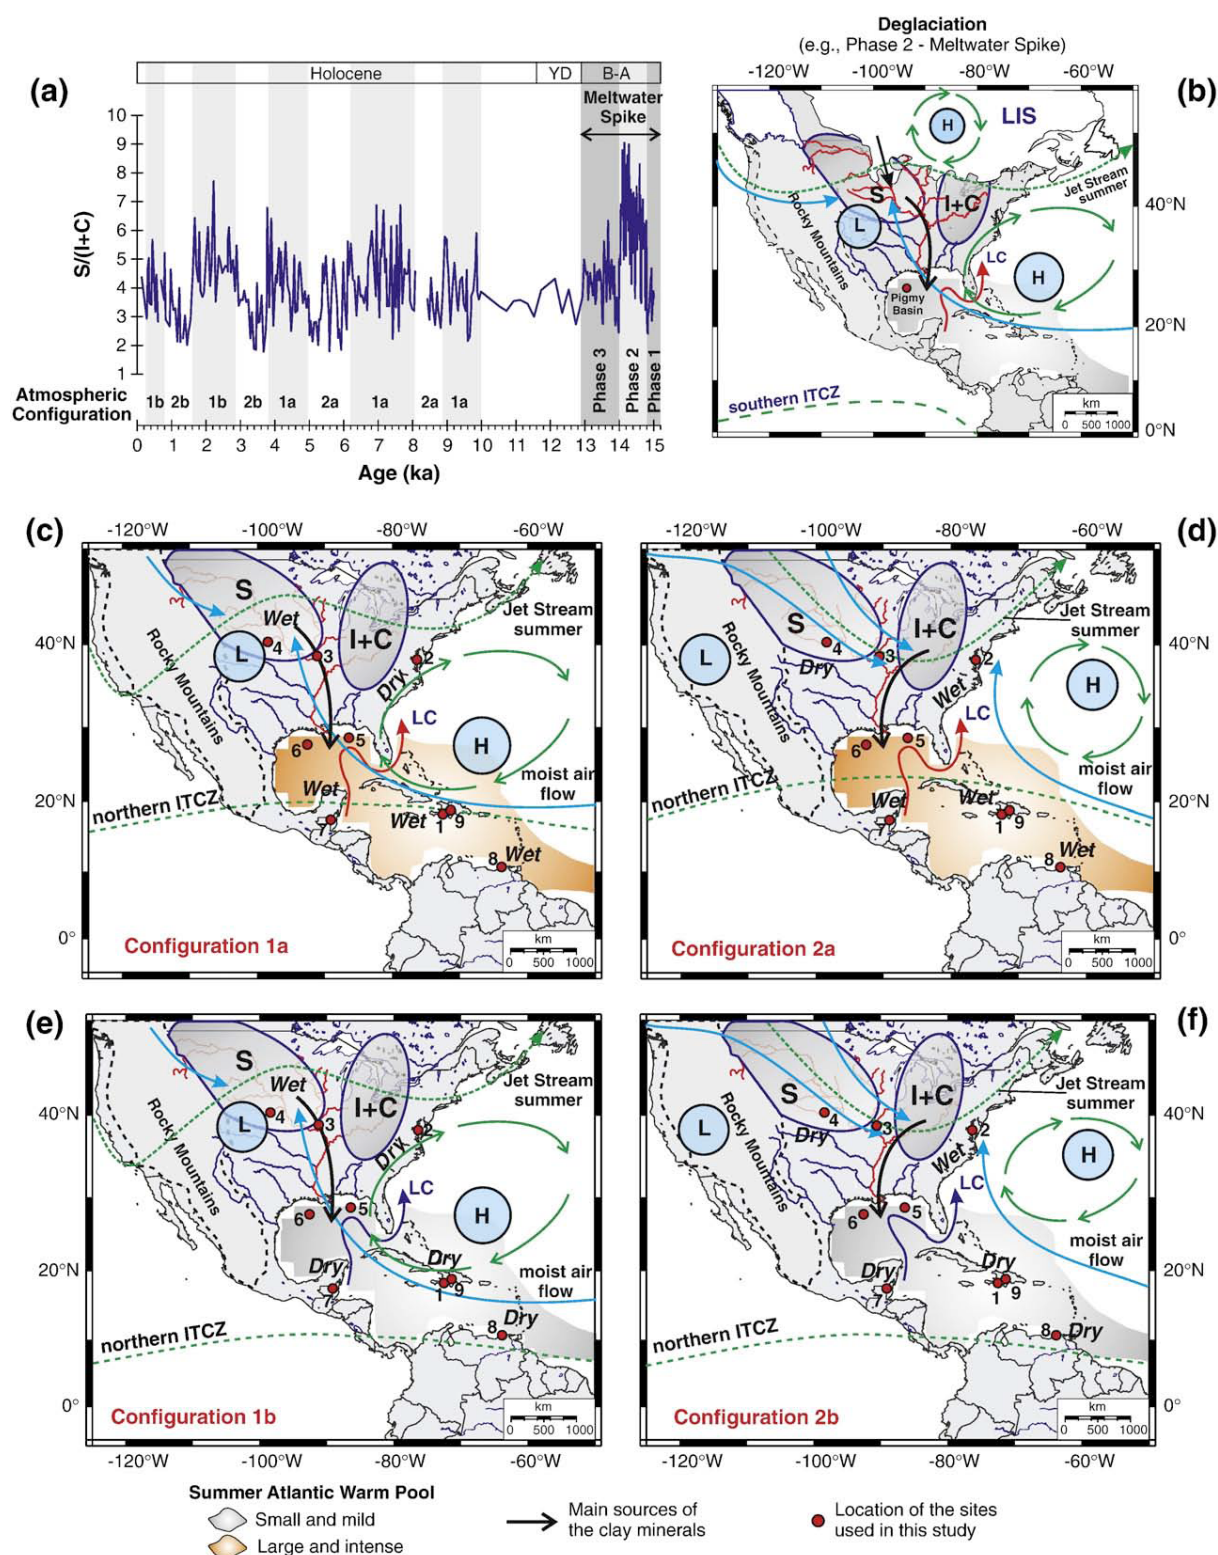 Deglaciation
(e.g., Phase 2 - Meltwater Spike)
(a)
Holocene
YD
B-A
Meltwater
Spike
10
9
8
7
6
5
4
3
2
1
S/(I+C)
Phase 3
Phase 2
Phase 1
Atmospheric
Configuration
1b 2b 1b 2b 1a 2a 1a 2a 1a
0 1 2 3 4 5 6 7 8 9 10 11 12 13 14 15
Age (ka)
-120°W -100°W -80°W -60°W
(b)
LIS
H
S
I+C
Jet Stream
summer
Rocky Mountains
L
LC
H
Pigmy
Basin
southern ITCZ
km
0 500 1000
40°N
20°N
0°N
-120°W -100°W -80°W -60°W
(c)
-120°W -100°W -80°W -60°W
S
Wet
I+C
Jet Stream
summer
40°N
L
4
3
2
Rocky Mountains
Dry
LC
H
6
5
moist air
flow
Wet
northern ITCZ
20°N
7
Wet
1 9
8
Wet
0°
Configuration 1a
km
0 500 1000
(d)
-120°W -100°W -80°W -60°W
S
I+C
Jet Stream
summer
40°N
L
4
3
2
Dry
Rocky Mountains
Wet
H
LC
6
5
moist air
flow
northern ITCZ
20°N
Wet
7
Wet
1 9
8
Wet
0°
Configuration 2a
km
0 500 1000
(e)
S
Wet
I+C
Jet Stream
summer
40°N
L
4
3
2
Rocky Mountains
Dry
LC
H
6
5
moist air
flow
20°N
Dry
7
Dry
1 9
northern ITCZ
8
Dry
0°
Configuration 1b
km
0 500 1000
-120°W -100°W -80°W -60°W
(f)
S
I+C
Jet Stream
summer
40°N
L
4
3
2
Dry
Rocky Mountains
Wet
H
LC
6
5
moist air
flow
20°N
Dry
7
Dry
1 9
northern ITCZ
8
Dry
0°
Configuration 2b
km
0 500 1000
-120°W -100°W -80°W -60°W
Summer Atlantic Warm Pool
Small and mild
Large and intense
Main sources of
the clay minerals
Location of the sites
used in this study